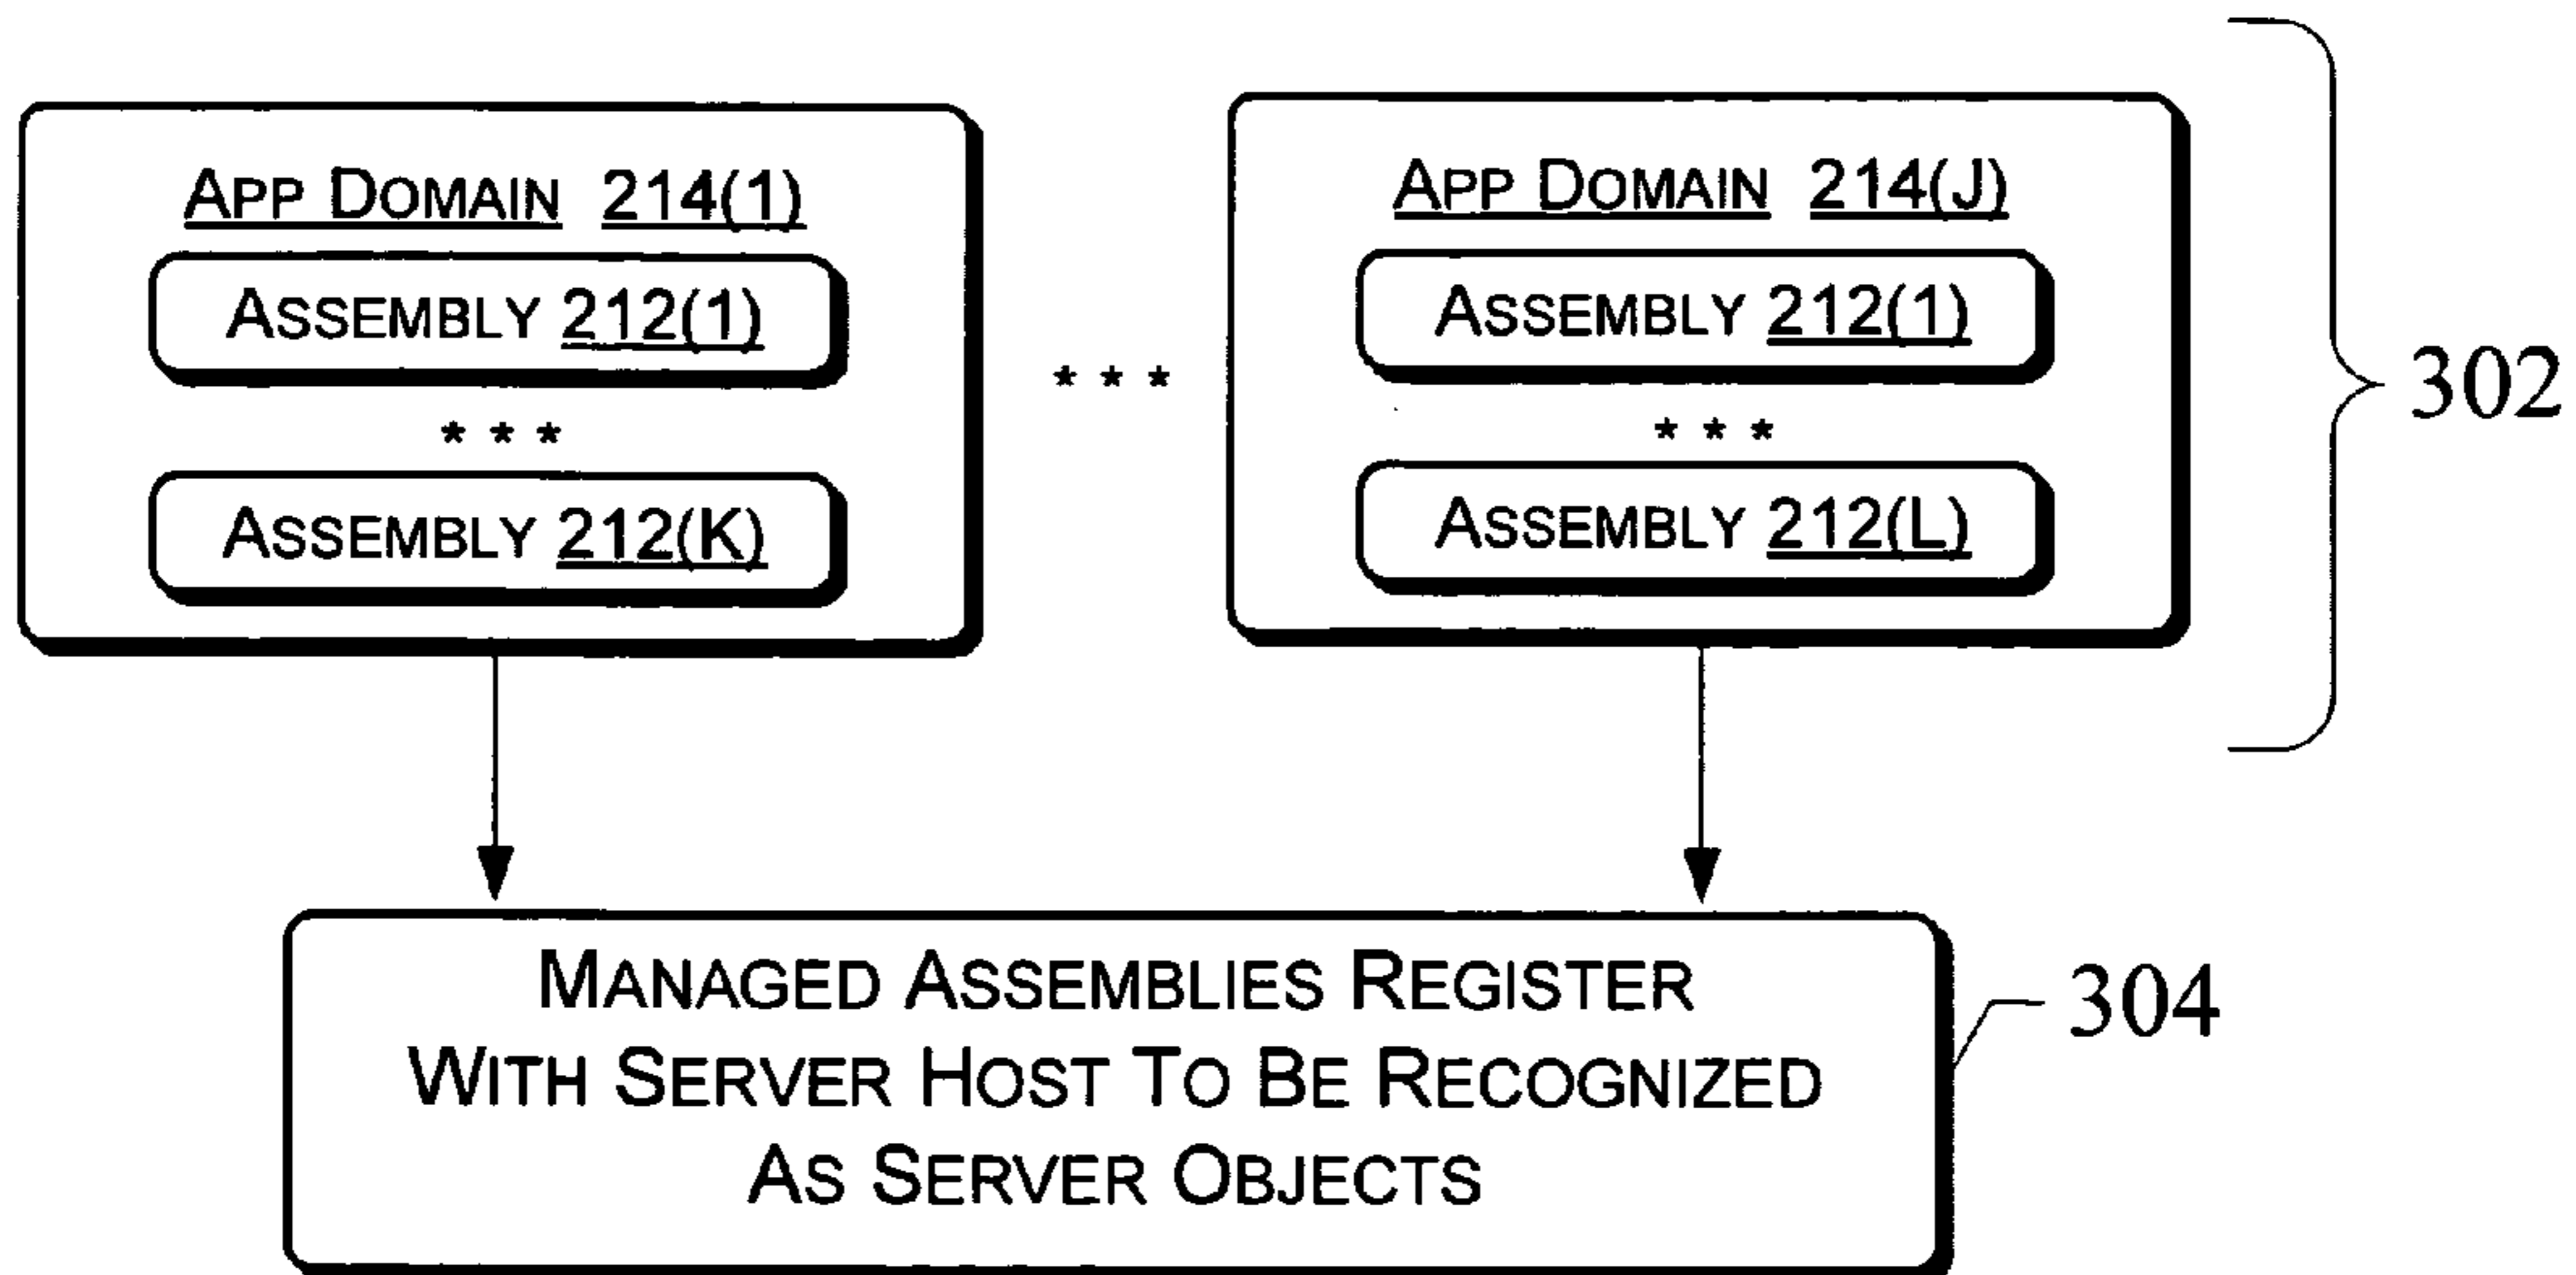 APP DOMAIN 214(1)
ASSEMBLY 212(1)
* * *
ASSEMBLY 212(K)
* * *
APP DOMAIN 214(J)
ASSEMBLY 212(1)
* * *
ASSEMBLY 212(L)
302
MANAGED ASSEMBLIES REGISTER
WITH SERVER HOST TO BE RECOGNIZED
AS SERVER OBJECTS
304